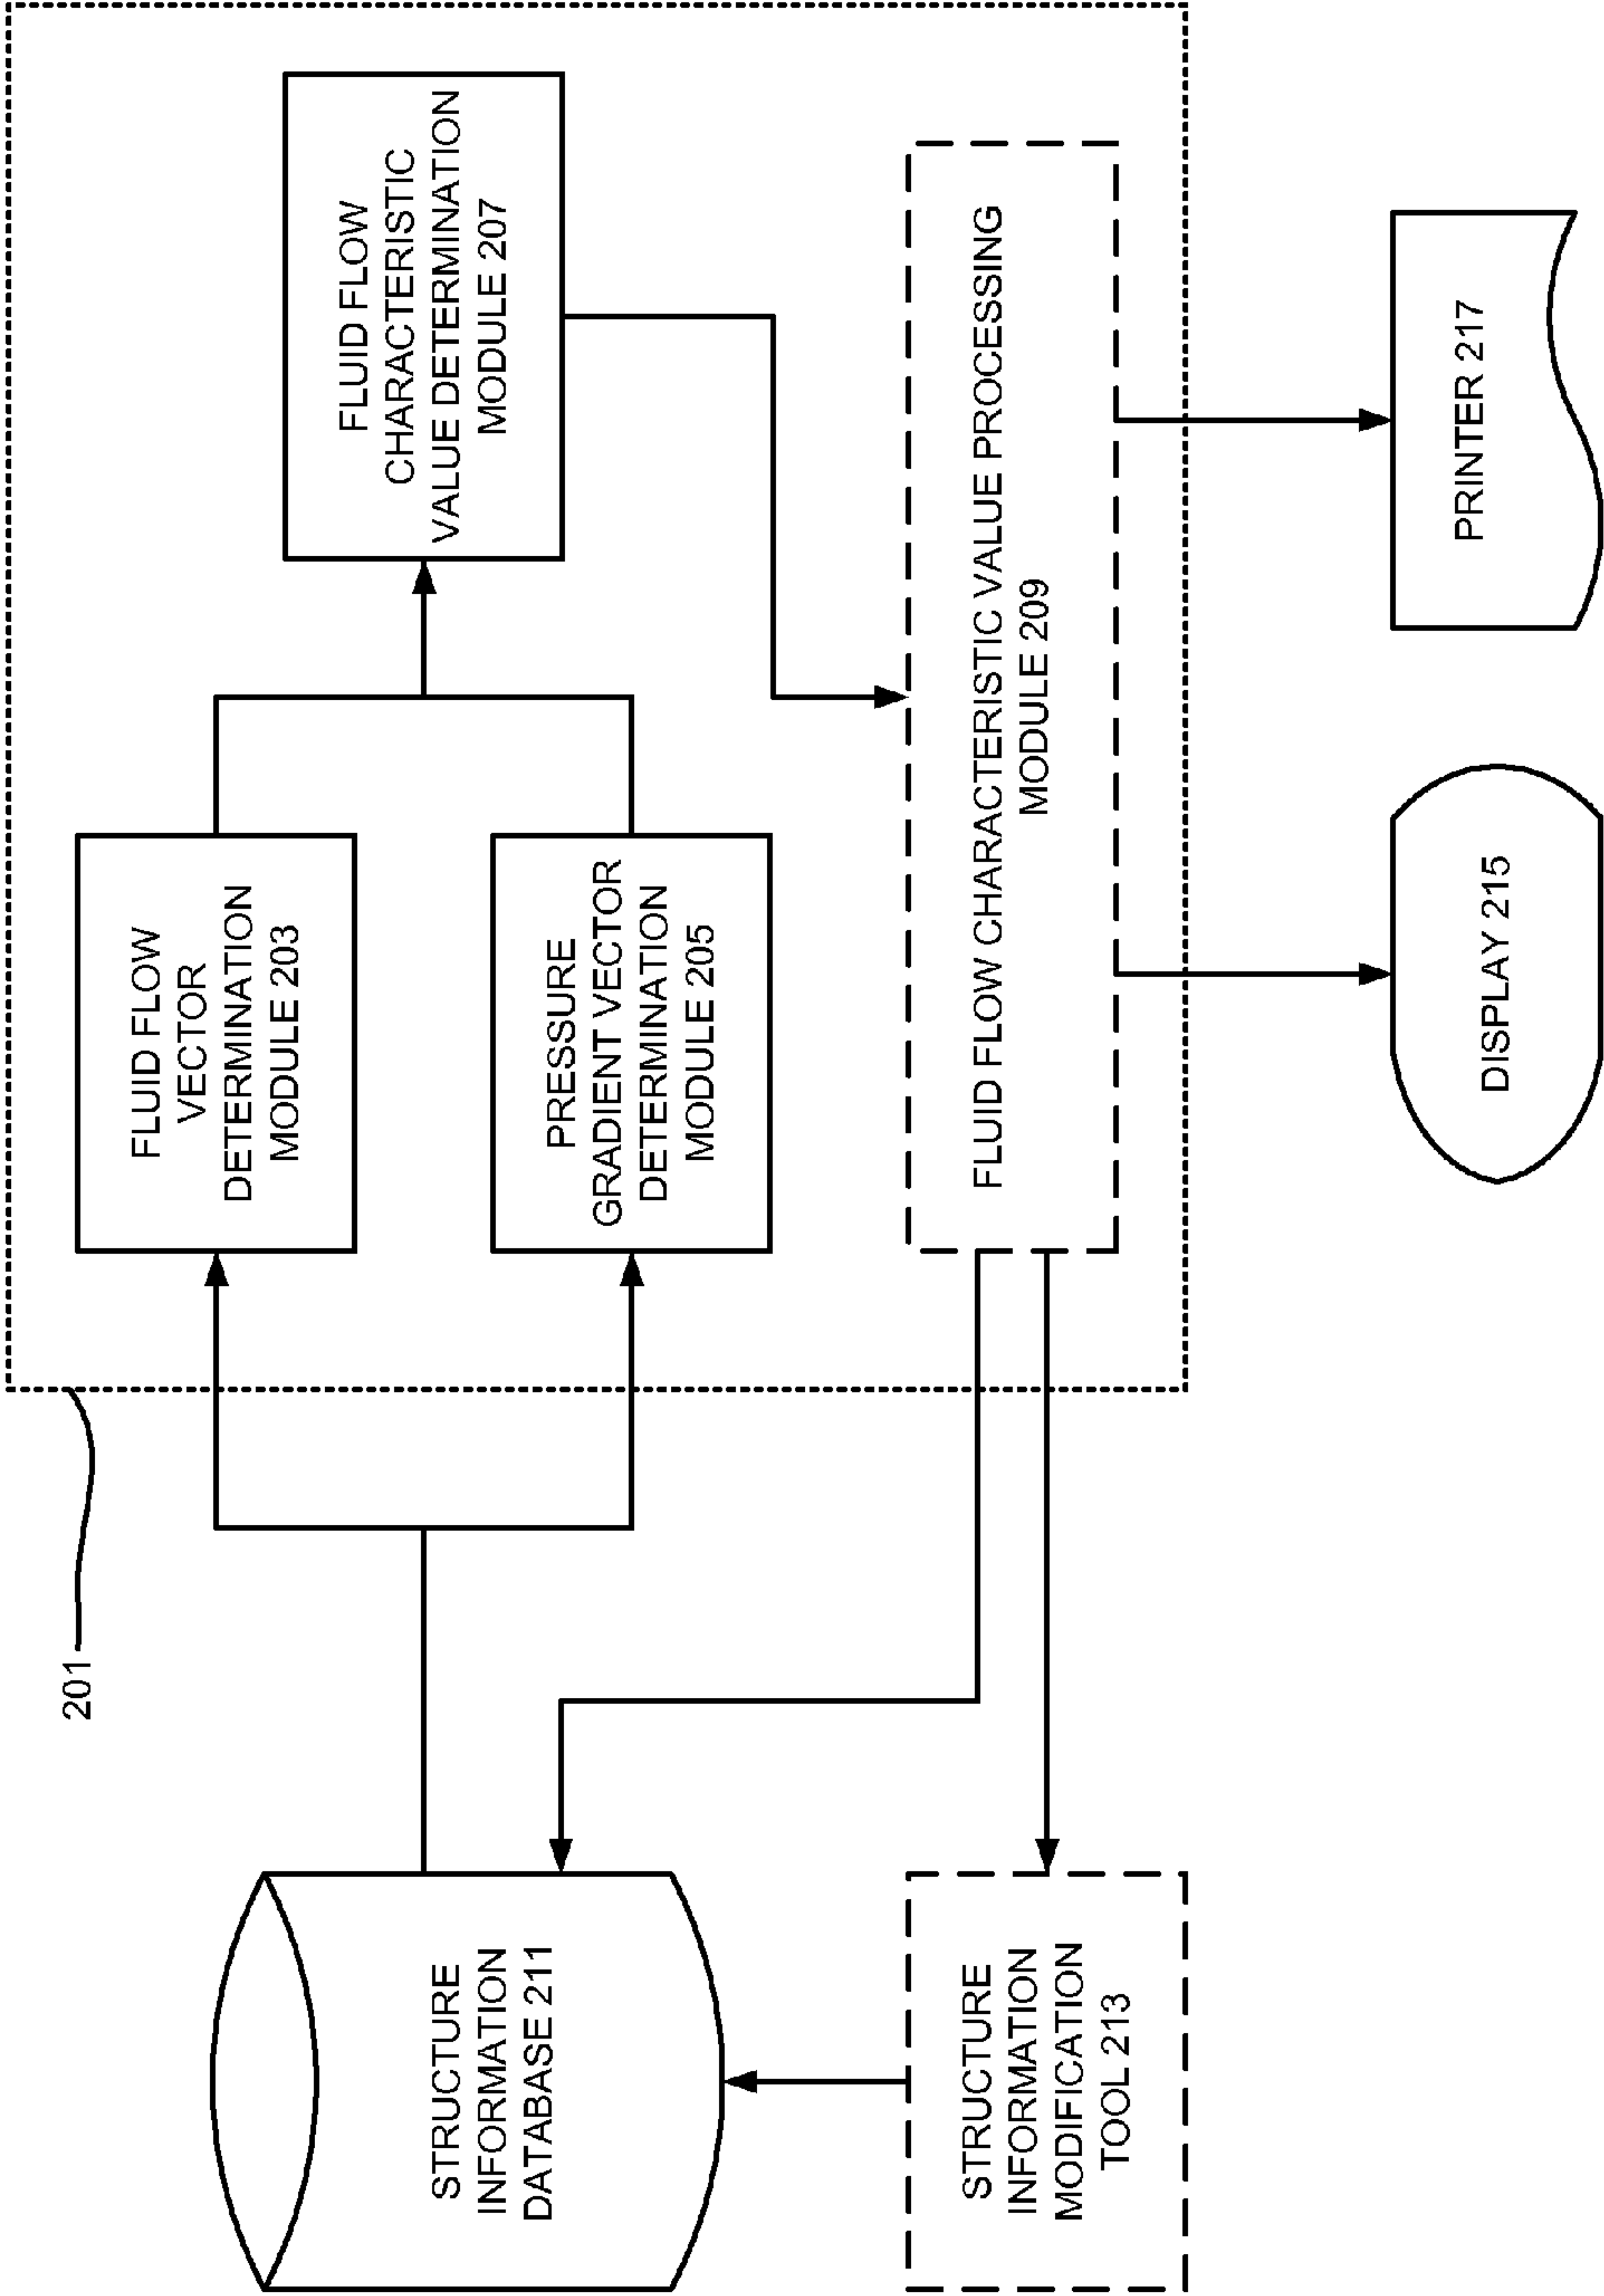 201
STRUCTURE
INFORMATION
DATABASE 211
FLUID FLOW
VECTOR
DETERMINATION
MODULE 203
PRESSURE
GRADIENT VECTOR
DETERMINATION
MODULE 205
FLUID FLOW
CHARACTERISTIC
VALUE DETERMINATION
MODULE 207
STRUCTURE
INFORMATION
MODIFICATION
TOOL 213
FLUID FLOW CHARACTERISTIC VALUE PROCESSING
MODULE 209
DISPLAY 215
PRINTER 217